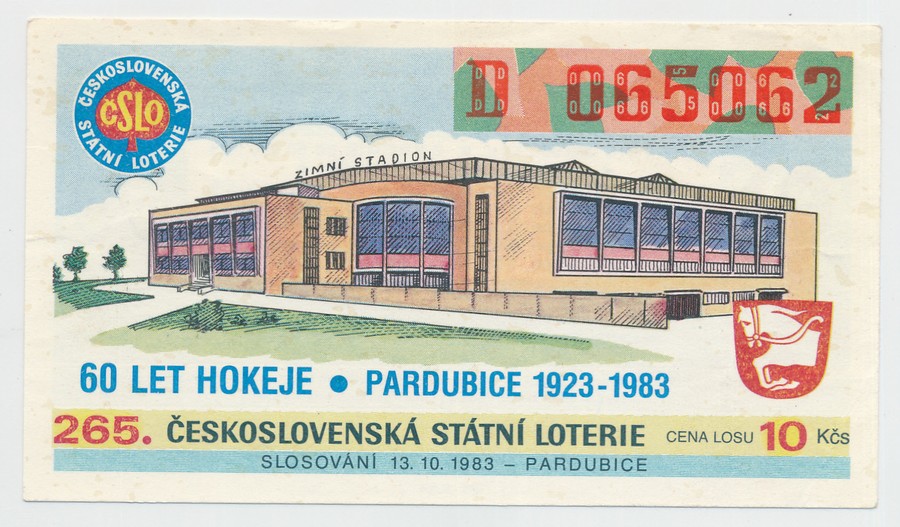 ČESKOSLOVENSKÁ
ČSLO
STÁTNÍ LOTERIE
D 065062
ZIMNÍ STADION
60 LET HOKEJE • PARDUBICE 1923-1983
265. ČESKOSLOVENSKÁ STÁTNÍ LOTERIE CENA LOSU 10 Kčs
SLOSOVÁNÍ 13. 10. 1983 – PARDUBICE